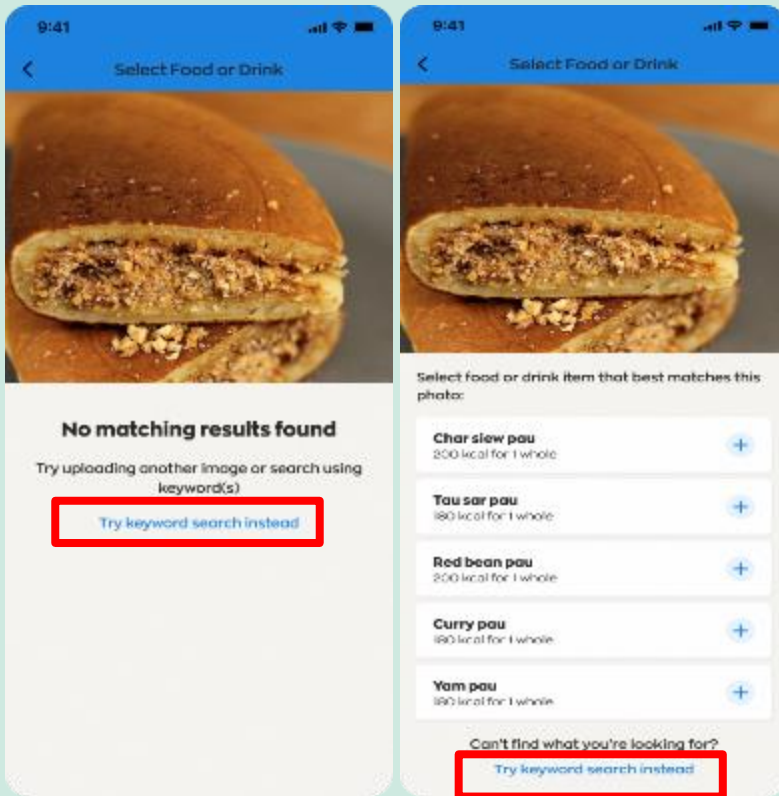 9:41
Select Food or Drink
No matching results found
Try uploading another image or search using
keyword(s)
Try keyword search instead
9:41
Select Food or Drink
Select food or drink item that best matches this
photo:
Char siew pau
200 kcal for 1 whole
Tau sar pau
180 kcal for 1 whole
Red bean pau
200 kcal for 1 whole
Curry pau
180 kcal for 1 whole
Yam pau
180 kcal for 1 whole
Can't find what you're looking for?
Try keyword search instead